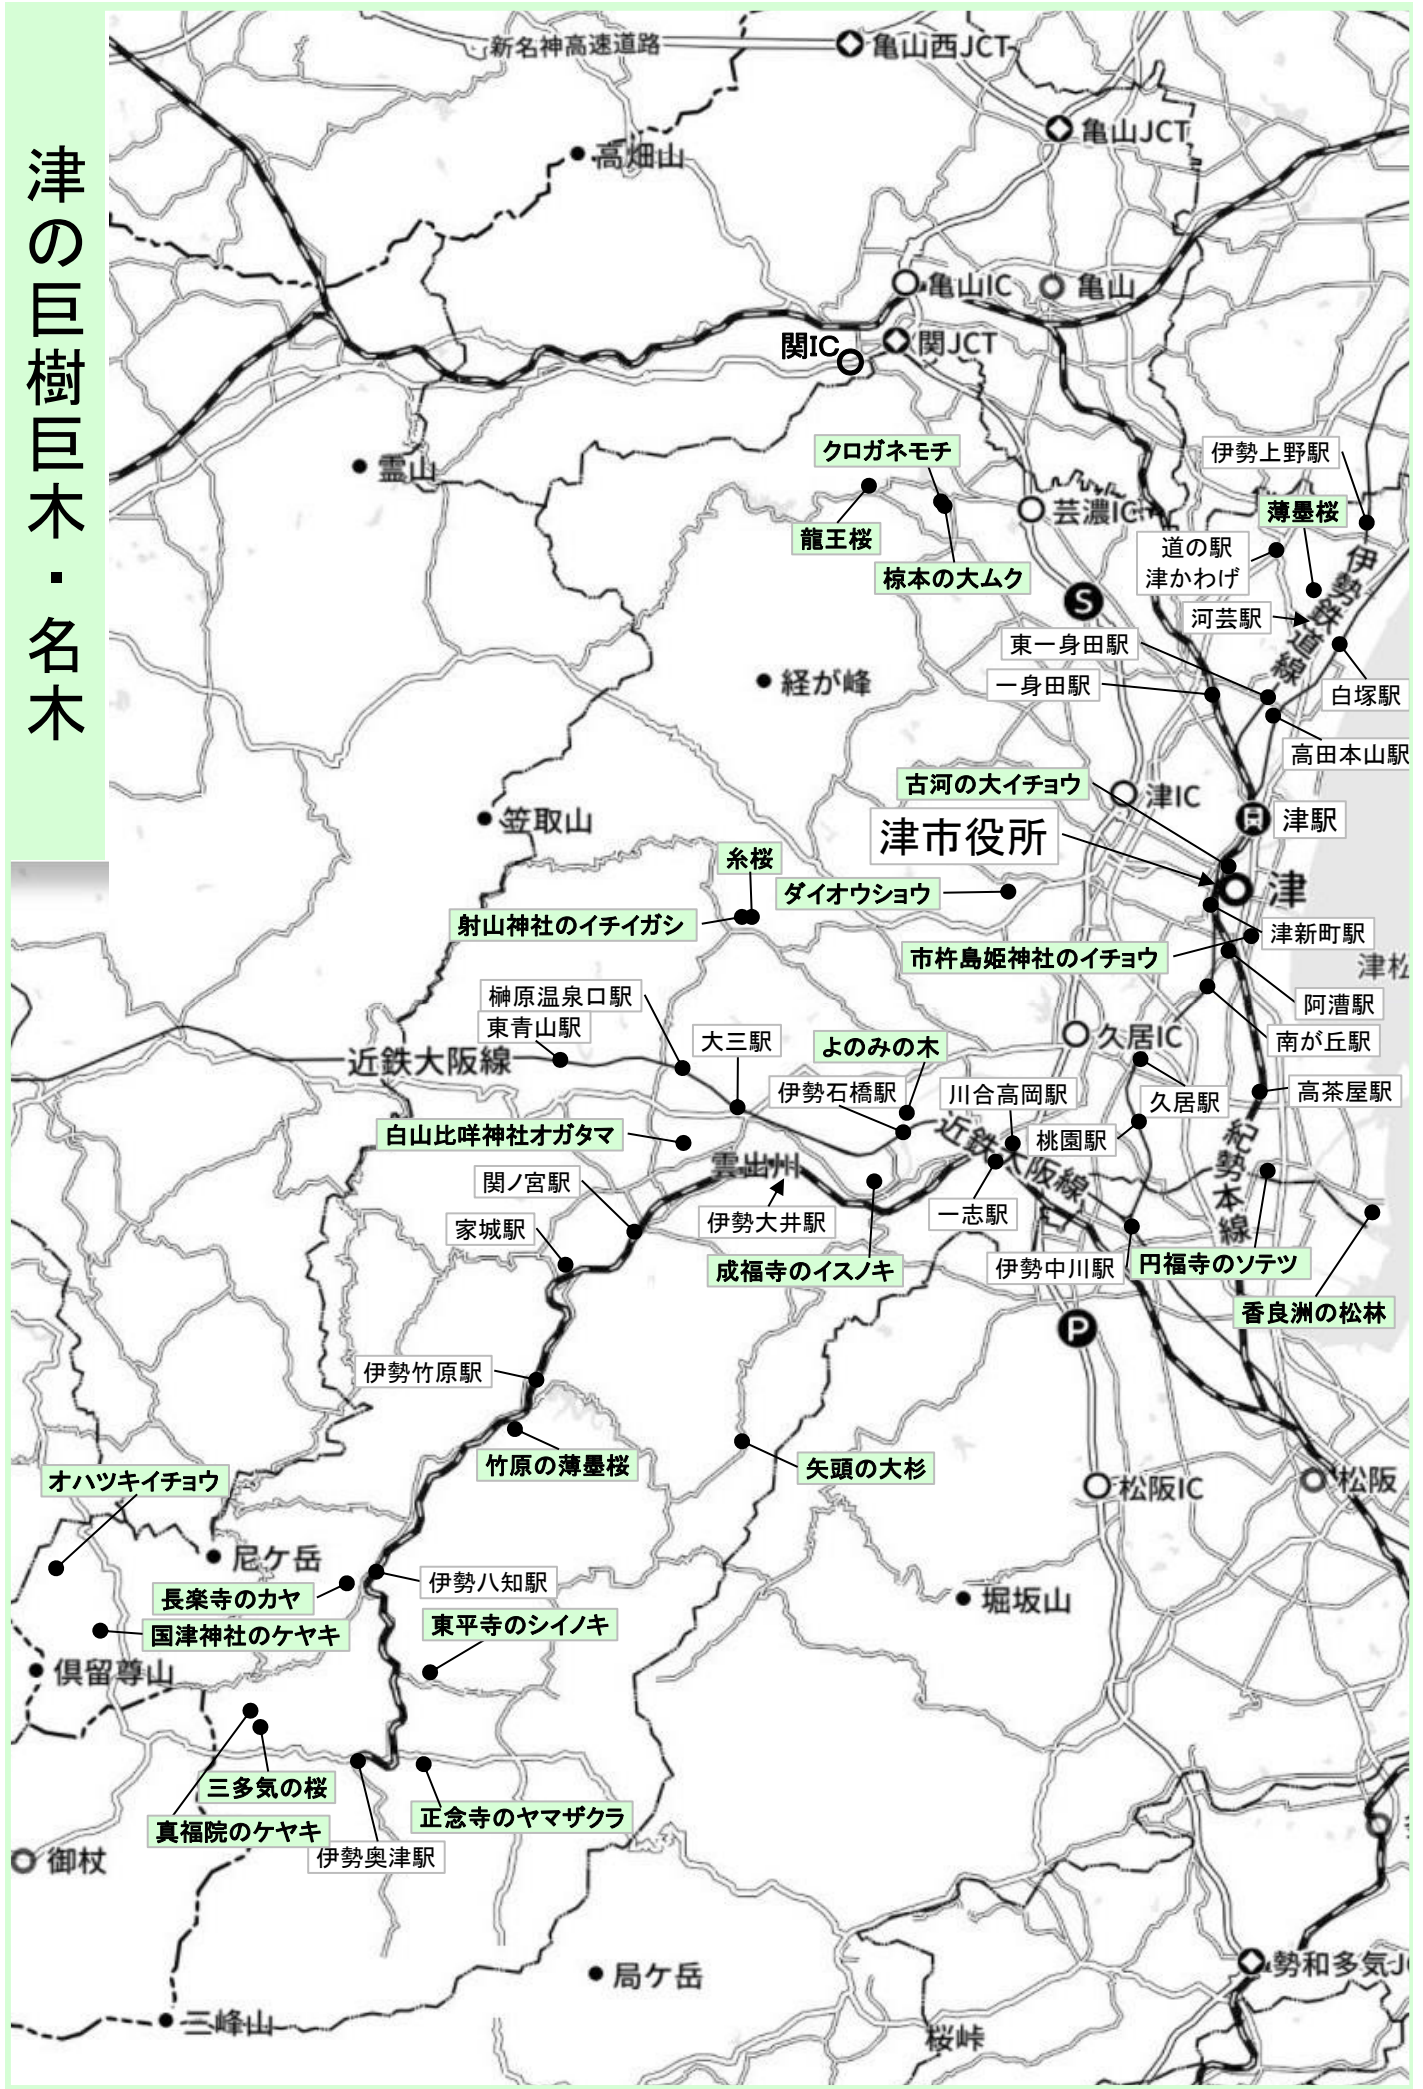 津の巨樹巨木・名木
新名神高速道路
亀山西JCT
亀山JCT
高畑山
亀山IC
亀山
関IC
関JCT
クロガネモチ
伊勢上野駅
霊山
龍王桜
芸濃IC
薄墨桜
道の駅
津かわげ
椋本の大ムク
伊勢鉄道線
S
河芸駅
東一身田駅
経が峰
一身田駅
白塚駅
高田本山駅
古河の大イチョウ
津IC
笠取山
津市役所
津駅
糸桜
ダイオウショウ
津
射山神社のイチイガシ
津新町駅
市杵島姫神社のイチョウ
津松
榊原温泉口駅
阿漕駅
東青山駅
大三駅
よのみの木
久居IC
南が丘駅
近鉄大阪線
伊勢石橋駅
川合高岡駅
久居駅
高茶屋駅
白山比咩神社オガタマ
近鉄大阪線
桃園駅
紀勢本線
雲出川
関ノ宮駅
伊勢大井駅
一志駅
家城駅
成福寺のイスノキ
伊勢中川駅
円福寺のソテツ
香良洲の松林
P
伊勢竹原駅
竹原の薄墨桜
矢頭の大杉
オハツキイチョウ
松阪IC
松阪
尼ケ岳
伊勢八知駅
長楽寺のカヤ
堀坂山
東平寺のシイノキ
国津神社のケヤキ
倶留尊山
三多気の桜
正念寺のヤマザクラ
真福院のケヤキ
伊勢奥津駅
御杖
局ケ岳
勢和多気J
三峰山
桜峠